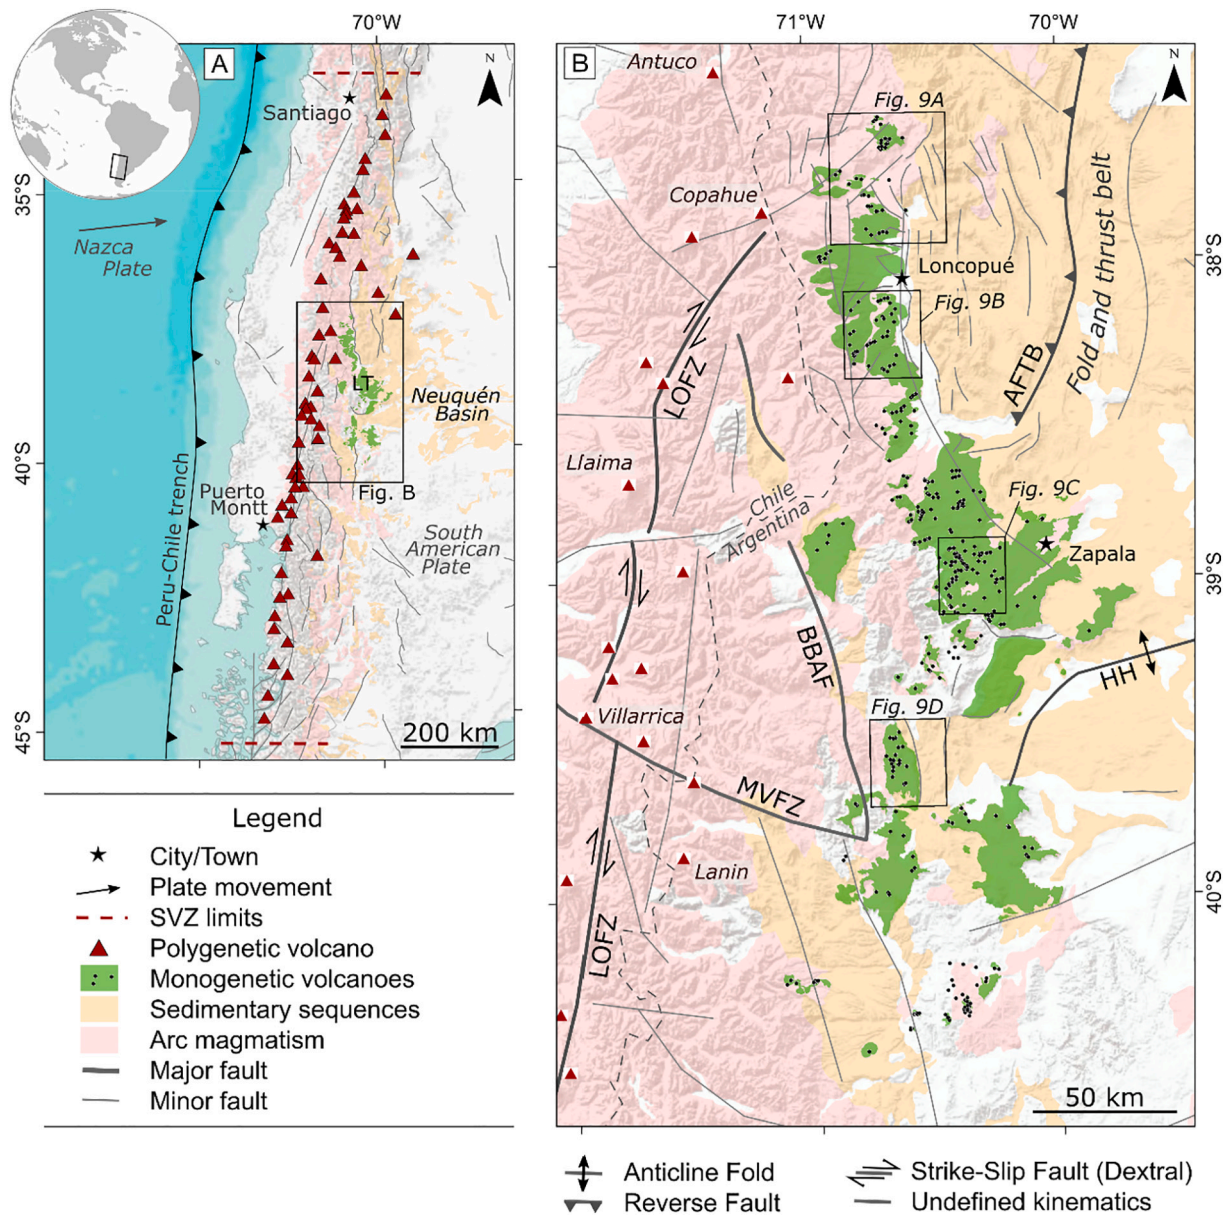 70°W
A
N
Santiago
35°S
Nazca
Plate
LT
Neuquén
Basin
40°S
Fig. B
Puerto
Montt
South
American
Plate
Peru-Chile trench
45°S
200 km
Legend
City/Town
Plate movement
SVZ limits
Polygenetic volcano
Monogenetic volcanoes
Sedimentary sequences
Arc magmatism
Major fault
Minor fault
71°W
70°W
B
N
Antuco
Fig. 9A
Copahue
38°S
Loncopué
Fig. 9B
Fold and thrust belt
AFTB
LOFZ
Llaima
Chile
Argentina
Fig. 9C
Zapala
39°S
BBAF
HH
Villarrica
Fig. 9D
MVFZ
Lanin
40°S
LOFZ
50 km
Anticline Fold
Reverse Fault
Strike-Slip Fault (Dextral)
Undefined kinematics